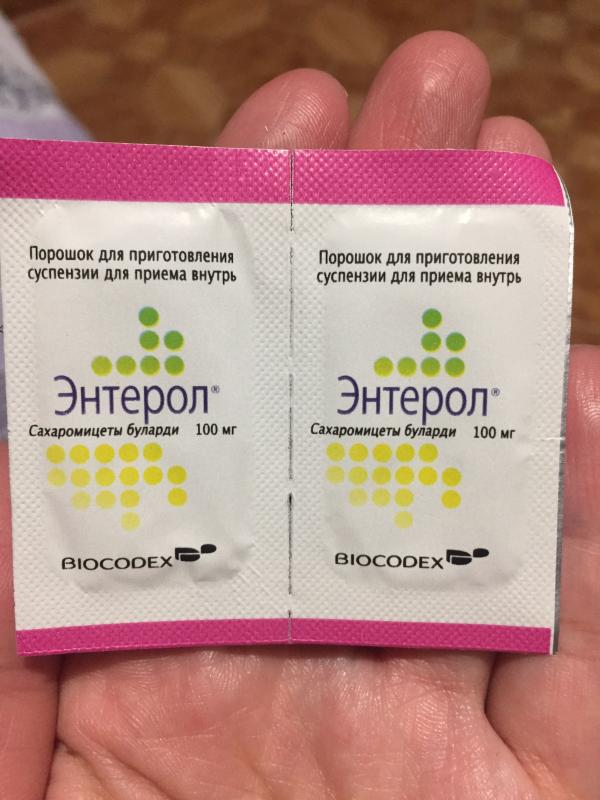 Порошок для приготовления
суспензии для приема внутрь
Энтерол®
Сахаромицеты буларди 100 мг
BIOCODEX
Порошок для приготовления
суспензии для приема внутрь
Энтерол®
Сахаромицеты буларди 100 мг
BIOCODEX